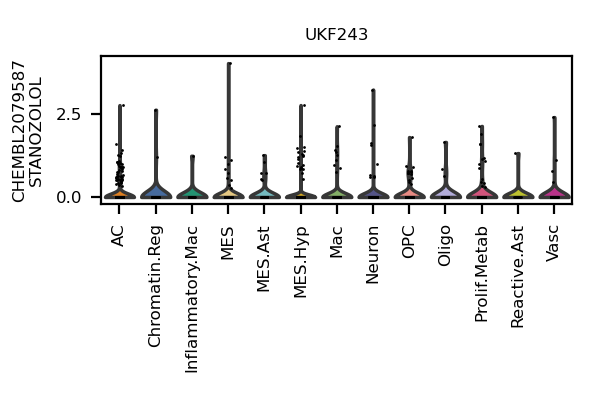 UKF243
CHEMBL2079587
STANOZOLOL
2.5
0.0
AC
Chromatin.Reg
Inflammatory.Mac
MES
MES.Ast
MES.Hyp
Mac
Neuron
OPC
Oligo
Prolif.Metab
Reactive.Ast
Vasc